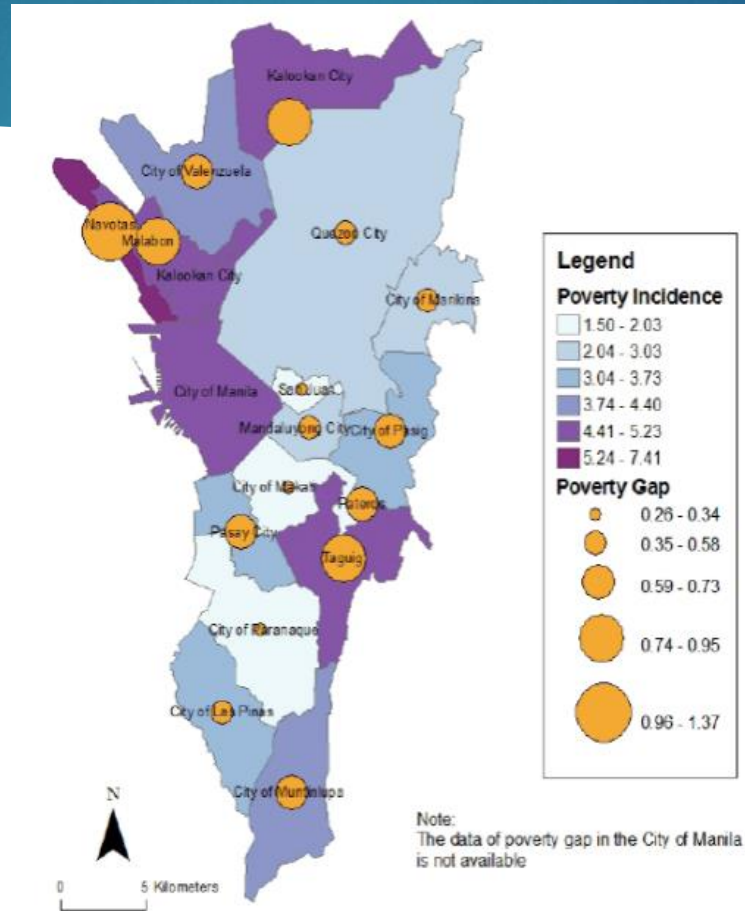 Kalookan City
City of Valenzuela
Navotas
Malabon
Quezon City
Kalookan City
City of Marikina
City of Manila
San Juan
Mandaluyong City
City of Pasig
City of Makati
Pateros
Pasay City
Taguig
City of Paranaque
City of Las Pinas
City of Muntinlupa
N
0 5 Kilometers
Legend
Poverty Incidence
1.50 - 2.03
2.04 - 3.03
3.04 - 3.73
3.74 - 4.40
4.41 - 5.23
5.24 - 7.41
Poverty Gap
0.26 - 0.34
0.35 - 0.58
0.59 - 0.73
0.74 - 0.95
0.96 - 1.37
Note:
The data of poverty gap in the City of Manila
is not available